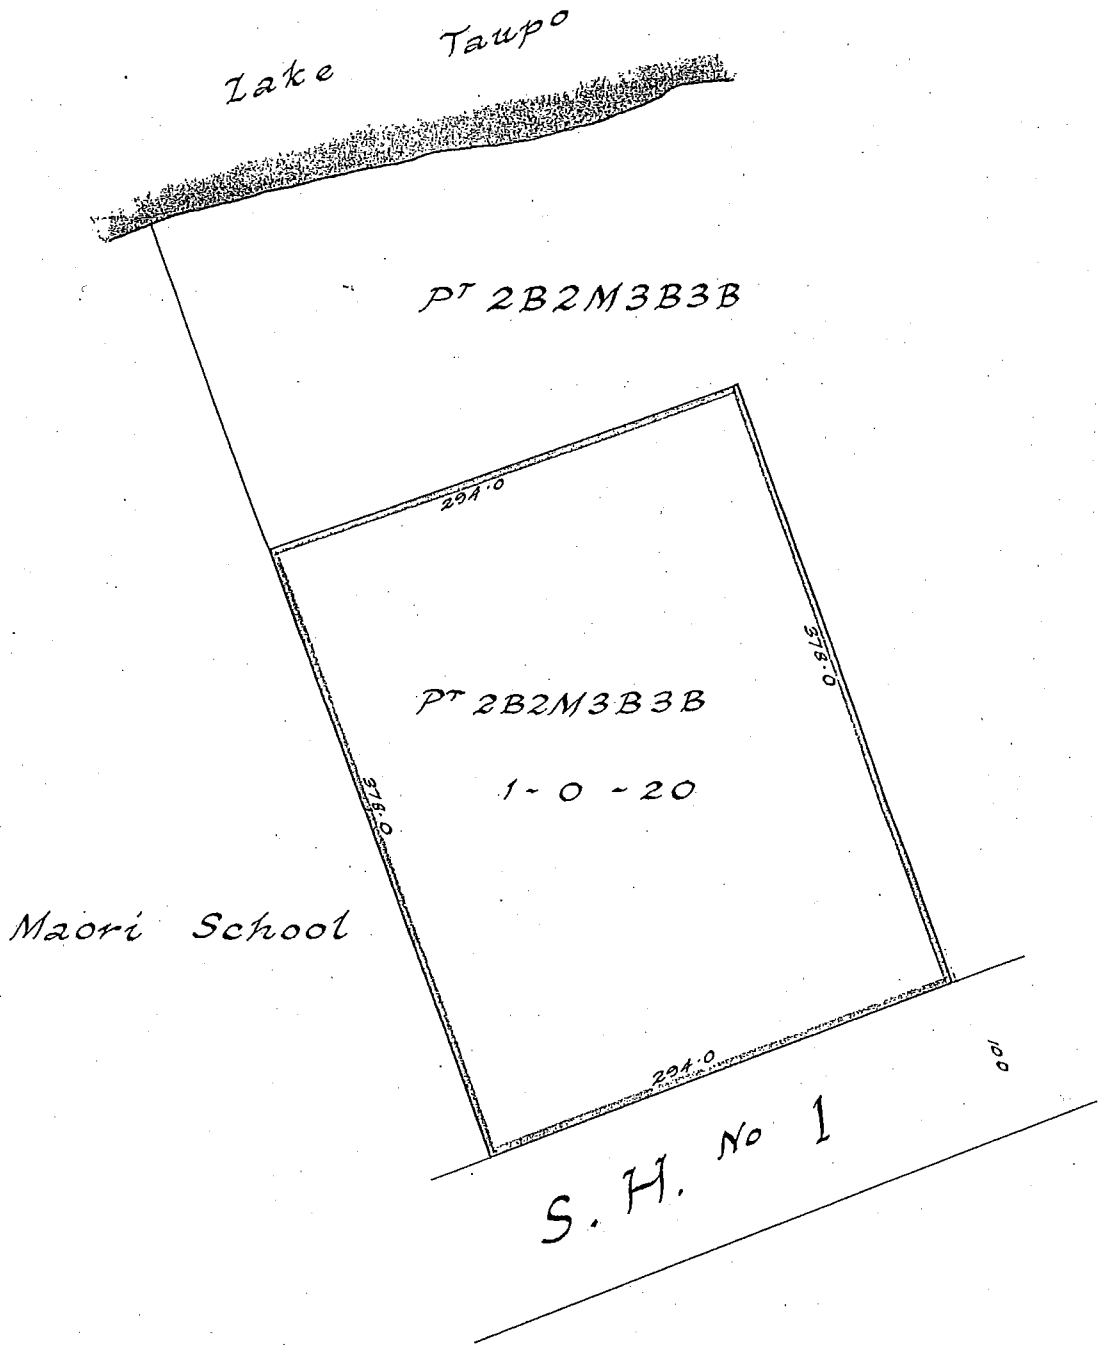 Lake Taupo
Pᵀ 2B2M3B3B
294·0
378·0
Pᵀ 2B2M3B3B
1-0-20
378·0
Maori School
294·0
100
S.H. No 1